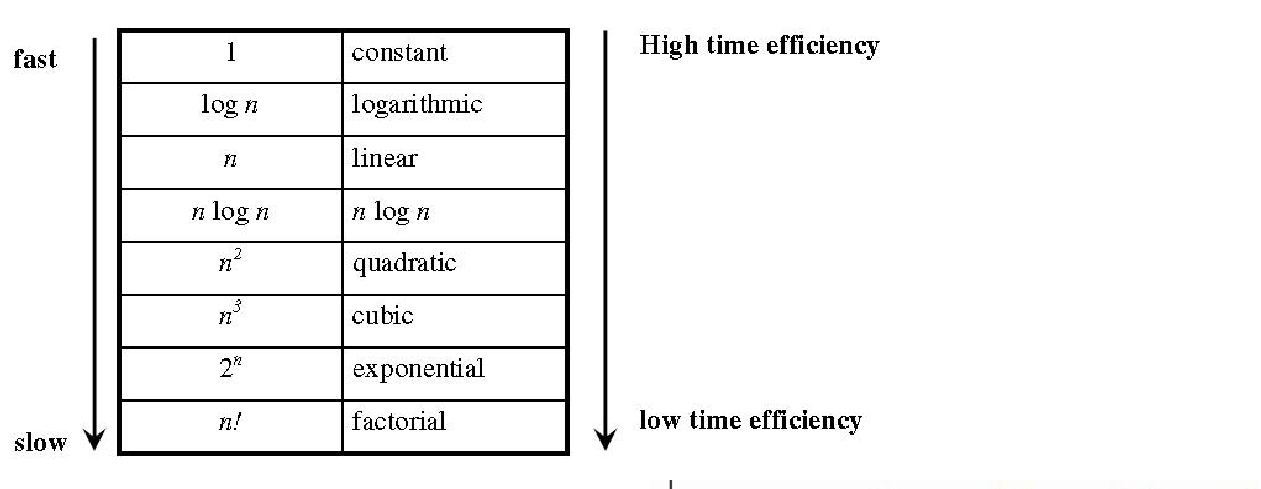 fast
1 constant
log n logarithmic
n linear
n log n n log n
n² quadratic
n³ cubic
2ⁿ exponential
n! factorial
slow
High time efficiency
low time efficiency